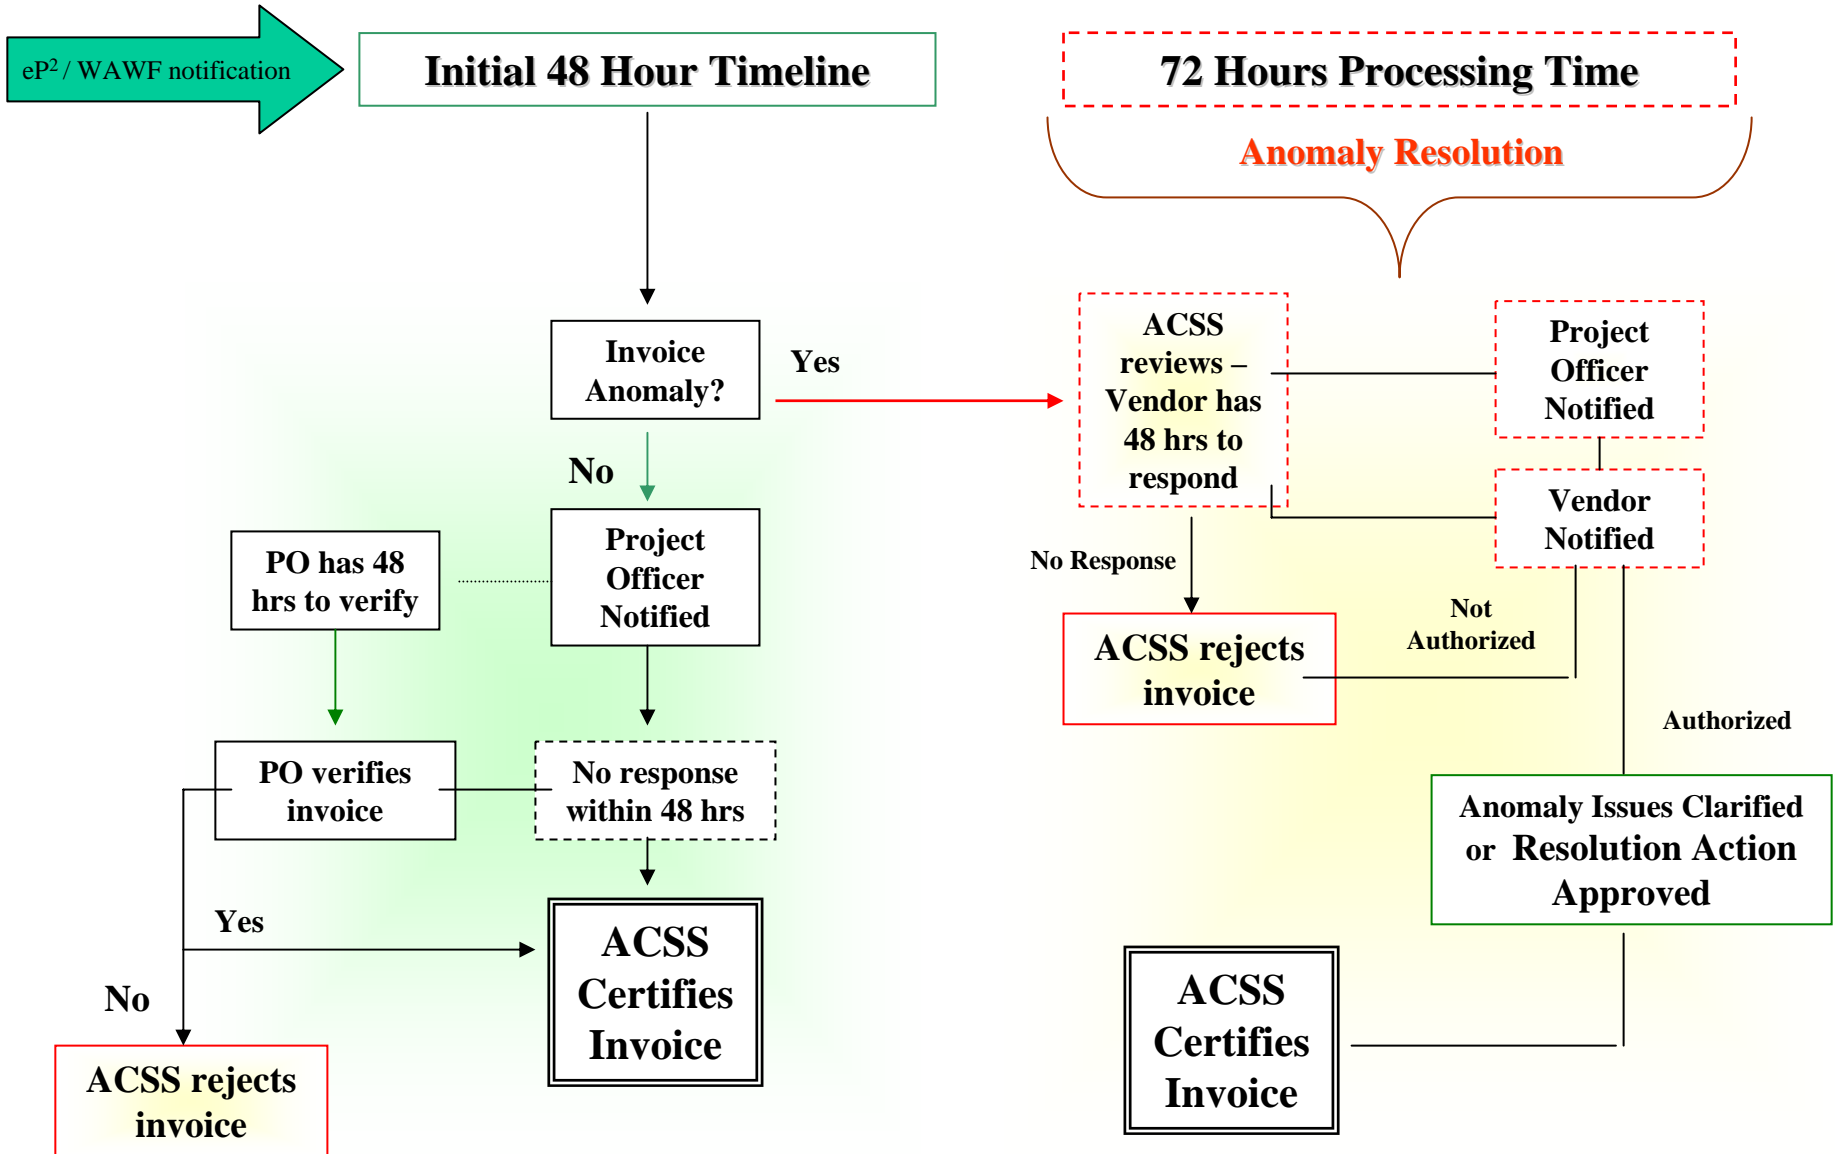 eP² / WAWF notification
Initial 48 Hour Timeline
72 Hours Processing Time
Anomaly Resolution
Invoice
Anomaly?
Yes
No
ACSS
reviews –
Vendor has
48 hrs to
respond
Project
Officer
Notified
Vendor
Notified
PO has 48
hrs to verify
Project
Officer
Notified
No Response
Not
Authorized
ACSS rejects
invoice
Authorized
PO verifies
invoice
No response
within 48 hrs
Anomaly Issues Clarified
or Resolution Action
Approved
Yes
No
ACSS
Certifies
Invoice
ACSS
Certifies
Invoice
ACSS rejects
invoice